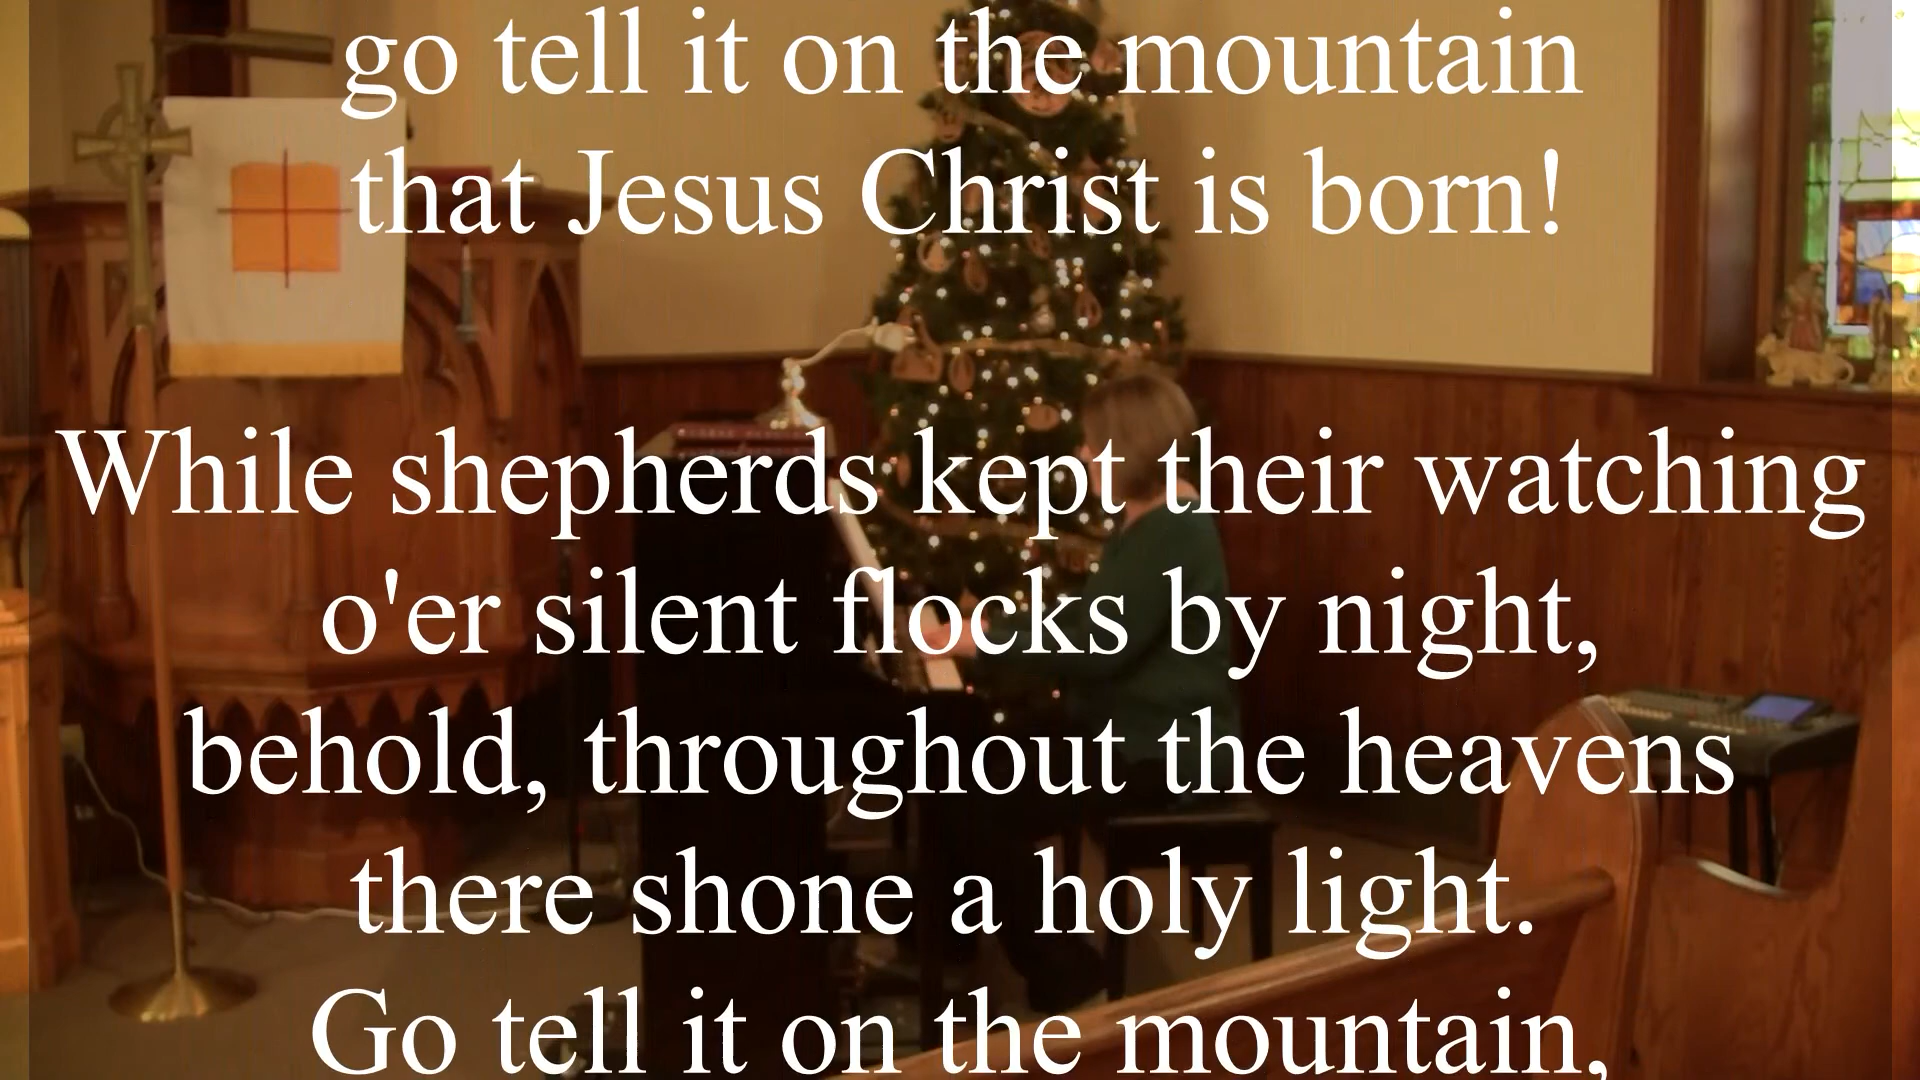 go tell it on the mountain
that Jesus Christ is born!
While shepherds kept their watching
o'er silent flocks by night,
behold, throughout the heavens
there shone a holy light.
Go tell it on the mountain,